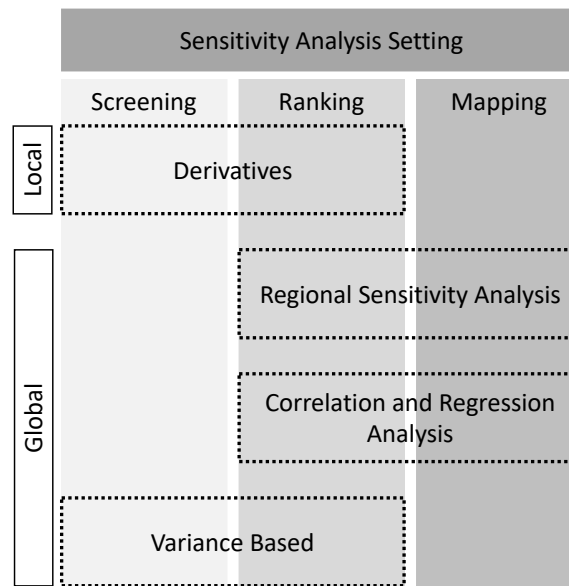 Sensitivity Analysis Setting
Screening
Ranking
Mapping
Local
Derivatives
Global
Regional Sensitivity Analysis
Correlation and Regression
Analysis
Variance Based